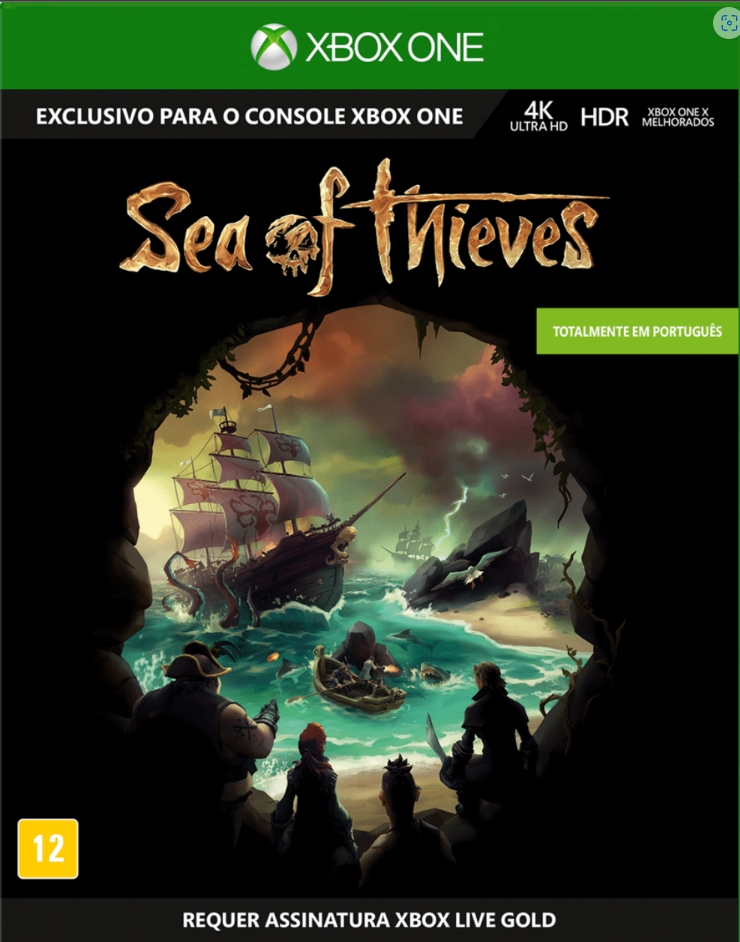 XBOX ONE
EXCLUSIVO PARA O CONSOLE XBOX ONE
4K
ULTRA HD
HDR
XBOX ONE X
MELHORADOS
Sea of Thieves
TOTALMENTE EM PORTUGUÊS
12
REQUER ASSINATURA XBOX LIVE GOLD